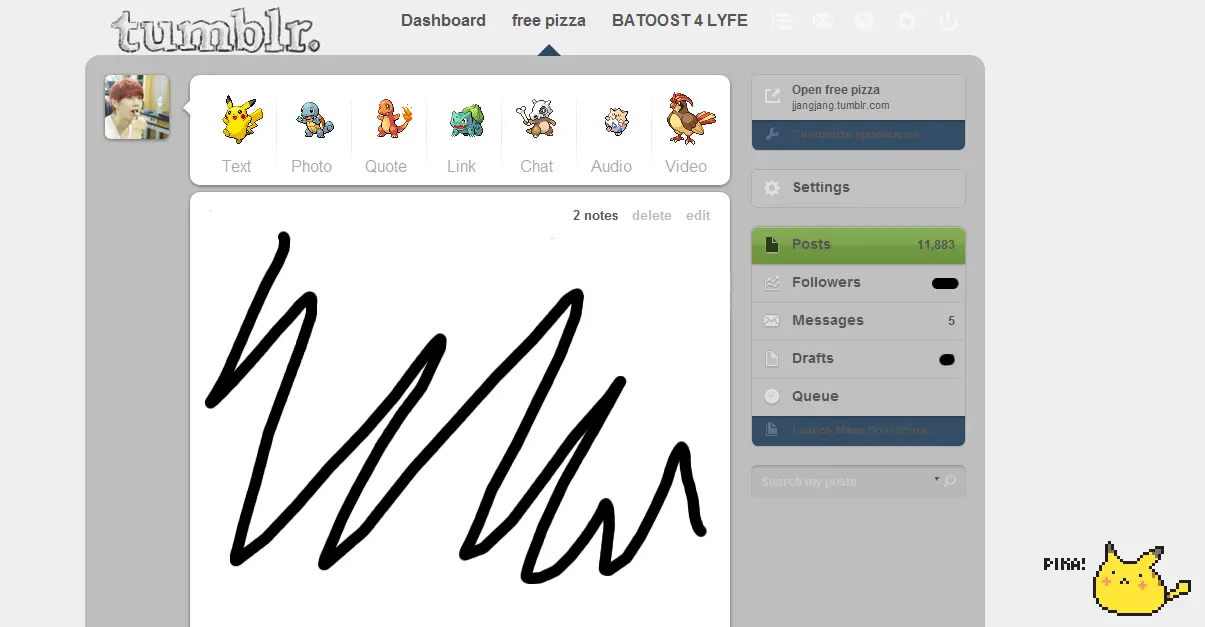 tumblr.
Dashboard free pizza BATOOST 4 LYFE
Text Photo Quote Link Chat Audio Video
2 notes delete edit
Open free pizza
jjangjang.tumblr.com
Customize appearance
Settings
Posts 11,883
Followers
Messages 5
Drafts
Queue
Launch Mass Post Editor
Search my posts
PIKA!